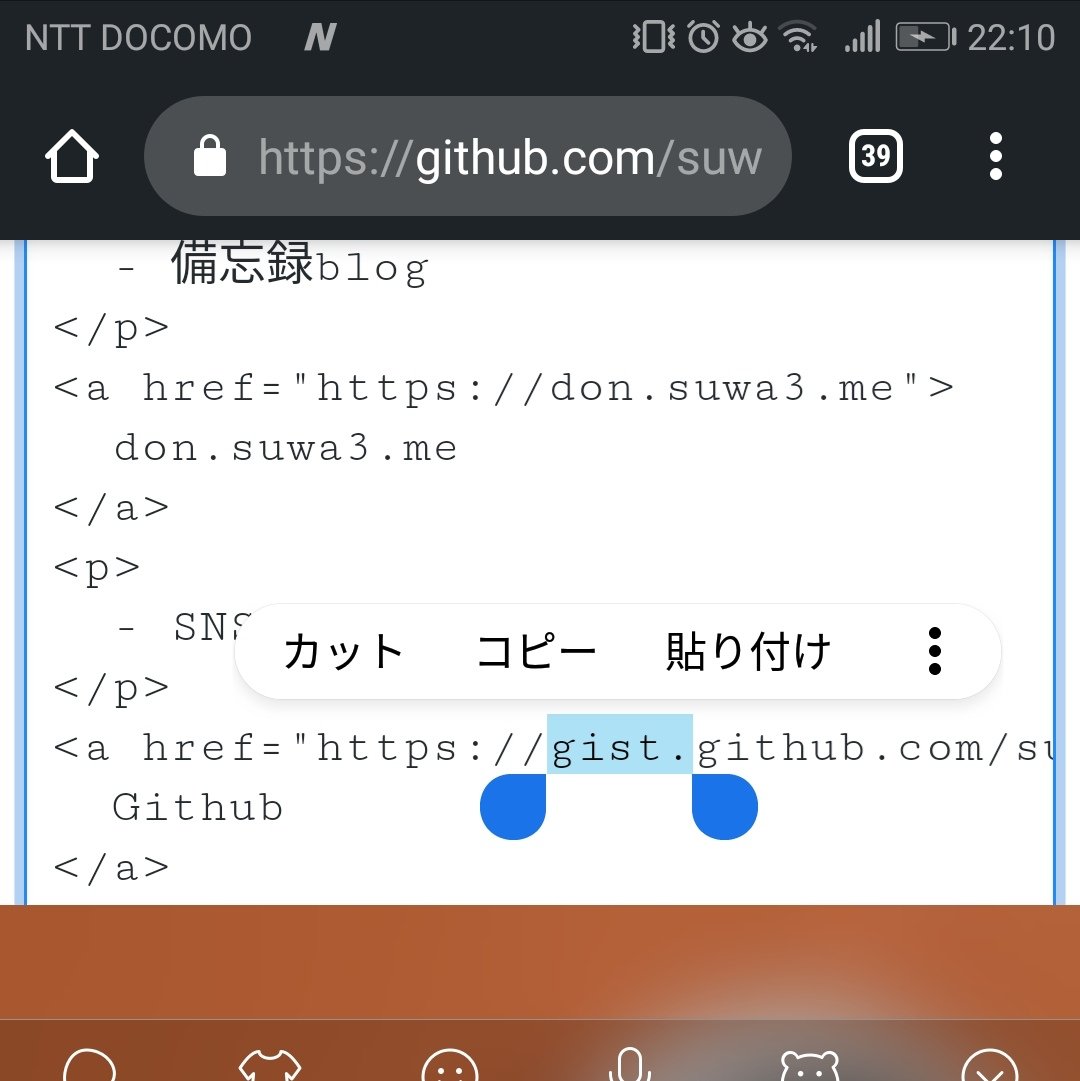 NTT DOCOMO N 22:10
https://github.com/suw 39
- 備忘録blog
</p>
<a href="https://don.suwa3.me">
don.suwa3.me
</a>
<p>
- SNS
カット コピー 貼り付け
</p>
<a href="https://gist.github.com/su
Github
</a>